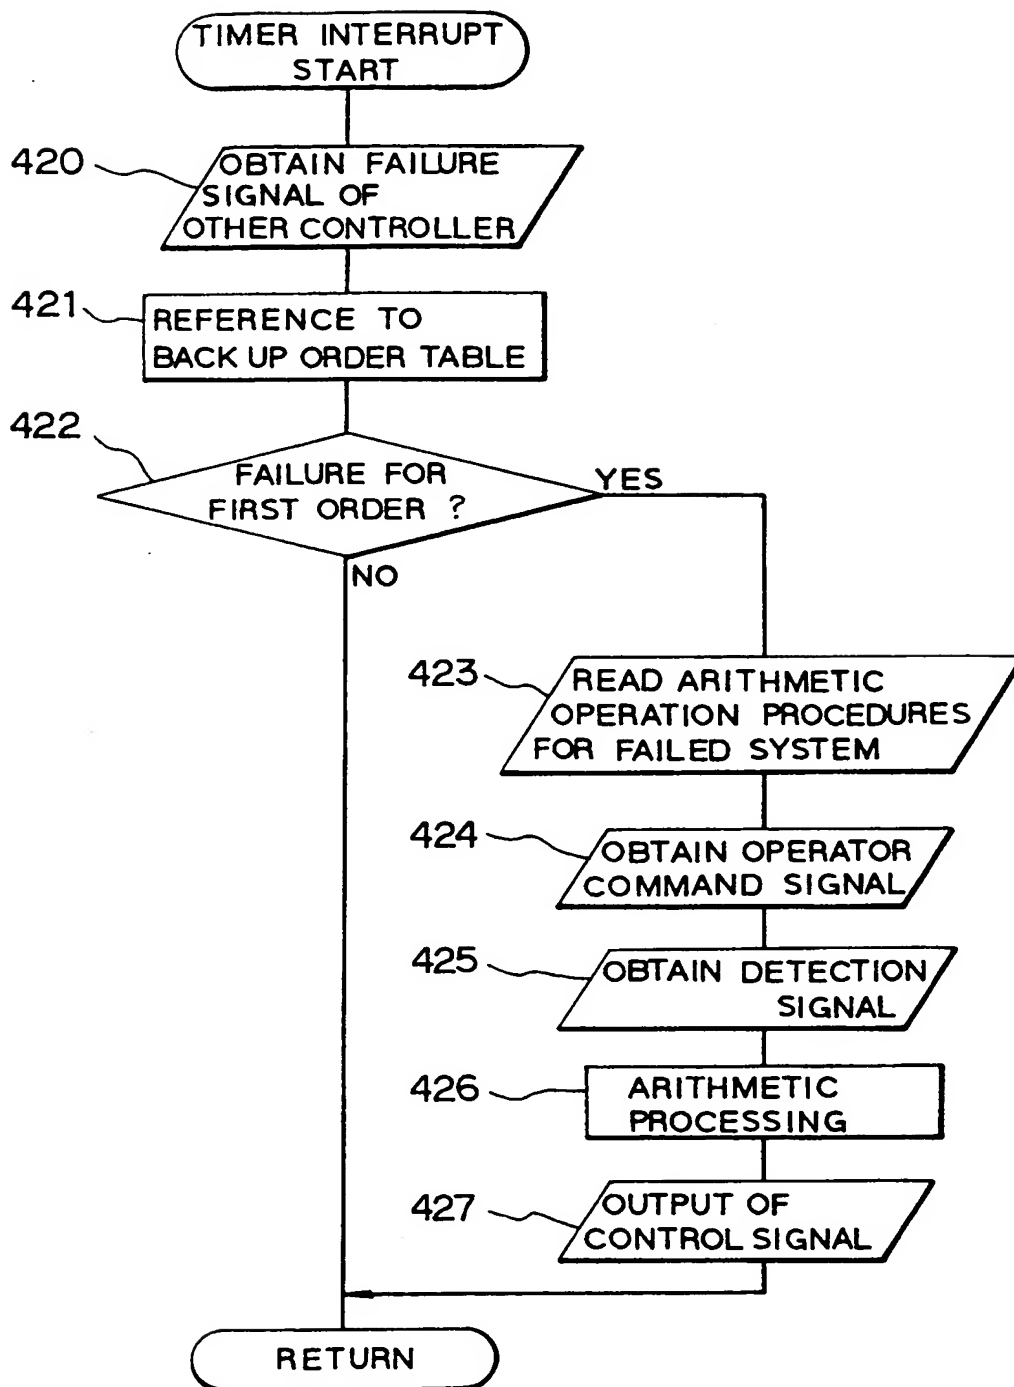 TIMER INTERRUPT
START
420
OBTAIN FAILURE
SIGNAL OF
OTHER CONTROLLER
421
REFERENCE TO
BACK UP ORDER TABLE
422
FAILURE FOR
FIRST ORDER ?
YES
NO
423
READ ARITHMETIC
OPERATION PROCEDURES
FOR FAILED SYSTEM
424
OBTAIN OPERATOR
COMMAND SIGNAL
425
OBTAIN DETECTION
SIGNAL
426
ARITHMETIC
PROCESSING
427
OUTPUT OF
CONTROL SIGNAL
RETURN